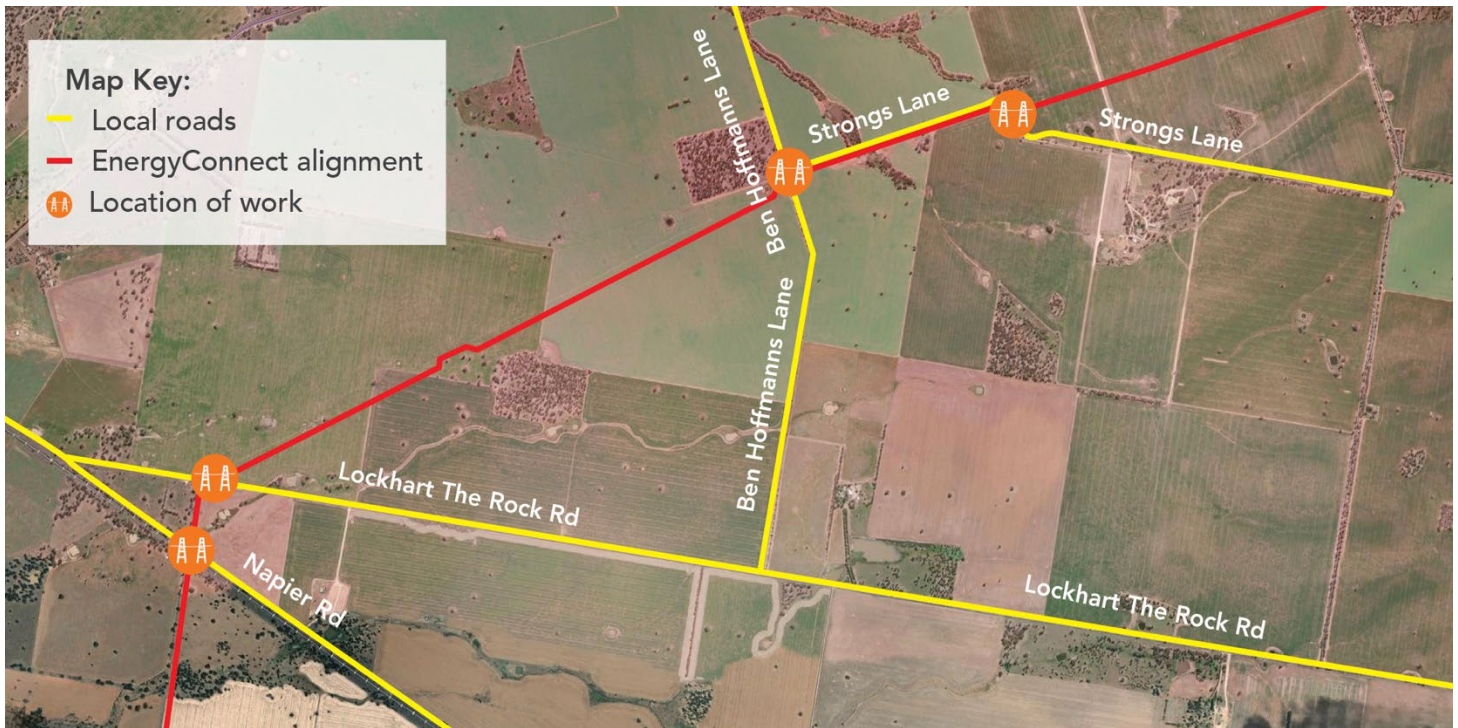 Map Key:
Local roads
EnergyConnect alignment
Location of work
Ben Hoffmanns Lane
Ben Hoffmanns Lane
Strongs Lane
Strongs Lane
Ben Hoffmanns Lane
Lockhart The Rock Rd
Napier Rd
Lockhart The Rock Rd